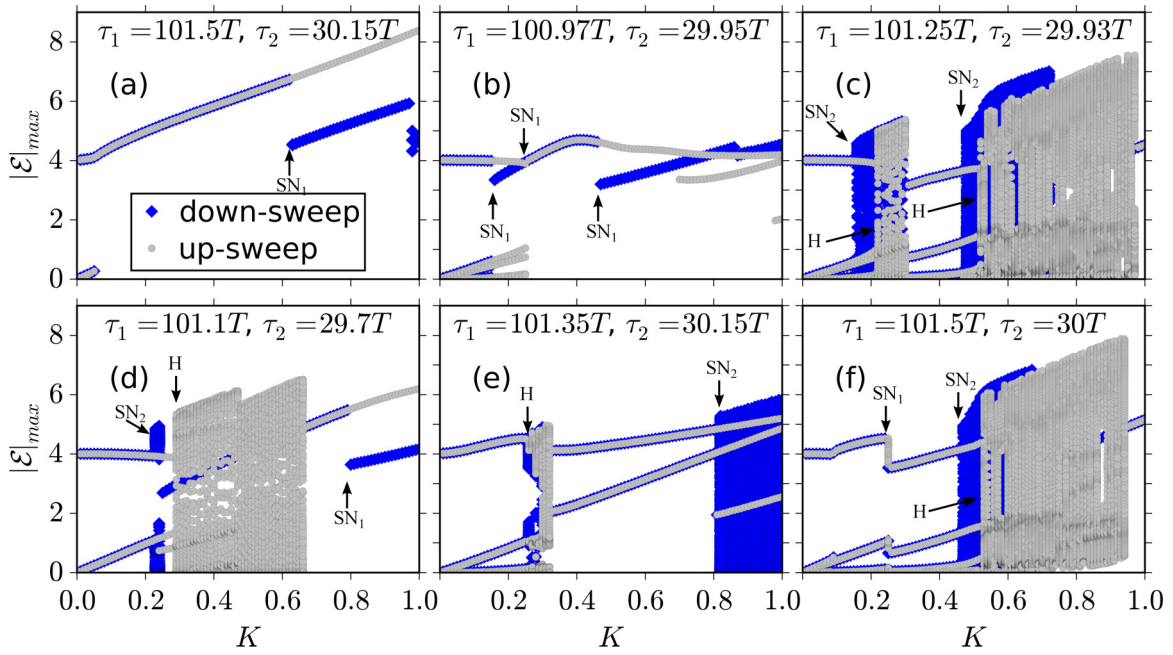 τ₁ =101.5T, τ₂ =30.15T
(a)
SN₁
down-sweep
up-sweep
|ℰ|max
8
6
4
2
0
τ₁ =100.97T, τ₂ =29.95T
(b)
SN₁
SN₁
SN₁
τ₁ =101.25T, τ₂ =29.93T
(c)
SN₂
SN₂
H
H
τ₁ =101.1T, τ₂ =29.7T
(d)
H
SN₂
SN₁
|ℰ|max
8
6
4
2
0
0.0 0.2 0.4 0.6 0.8 1.0
K
τ₁ =101.35T, τ₂ =30.15T
(e)
H
SN₂
0.0 0.2 0.4 0.6 0.8 1.0
K
τ₁ =101.5T, τ₂ =30T
(f)
SN₁
SN₂
H
0.0 0.2 0.4 0.6 0.8 1.0
K